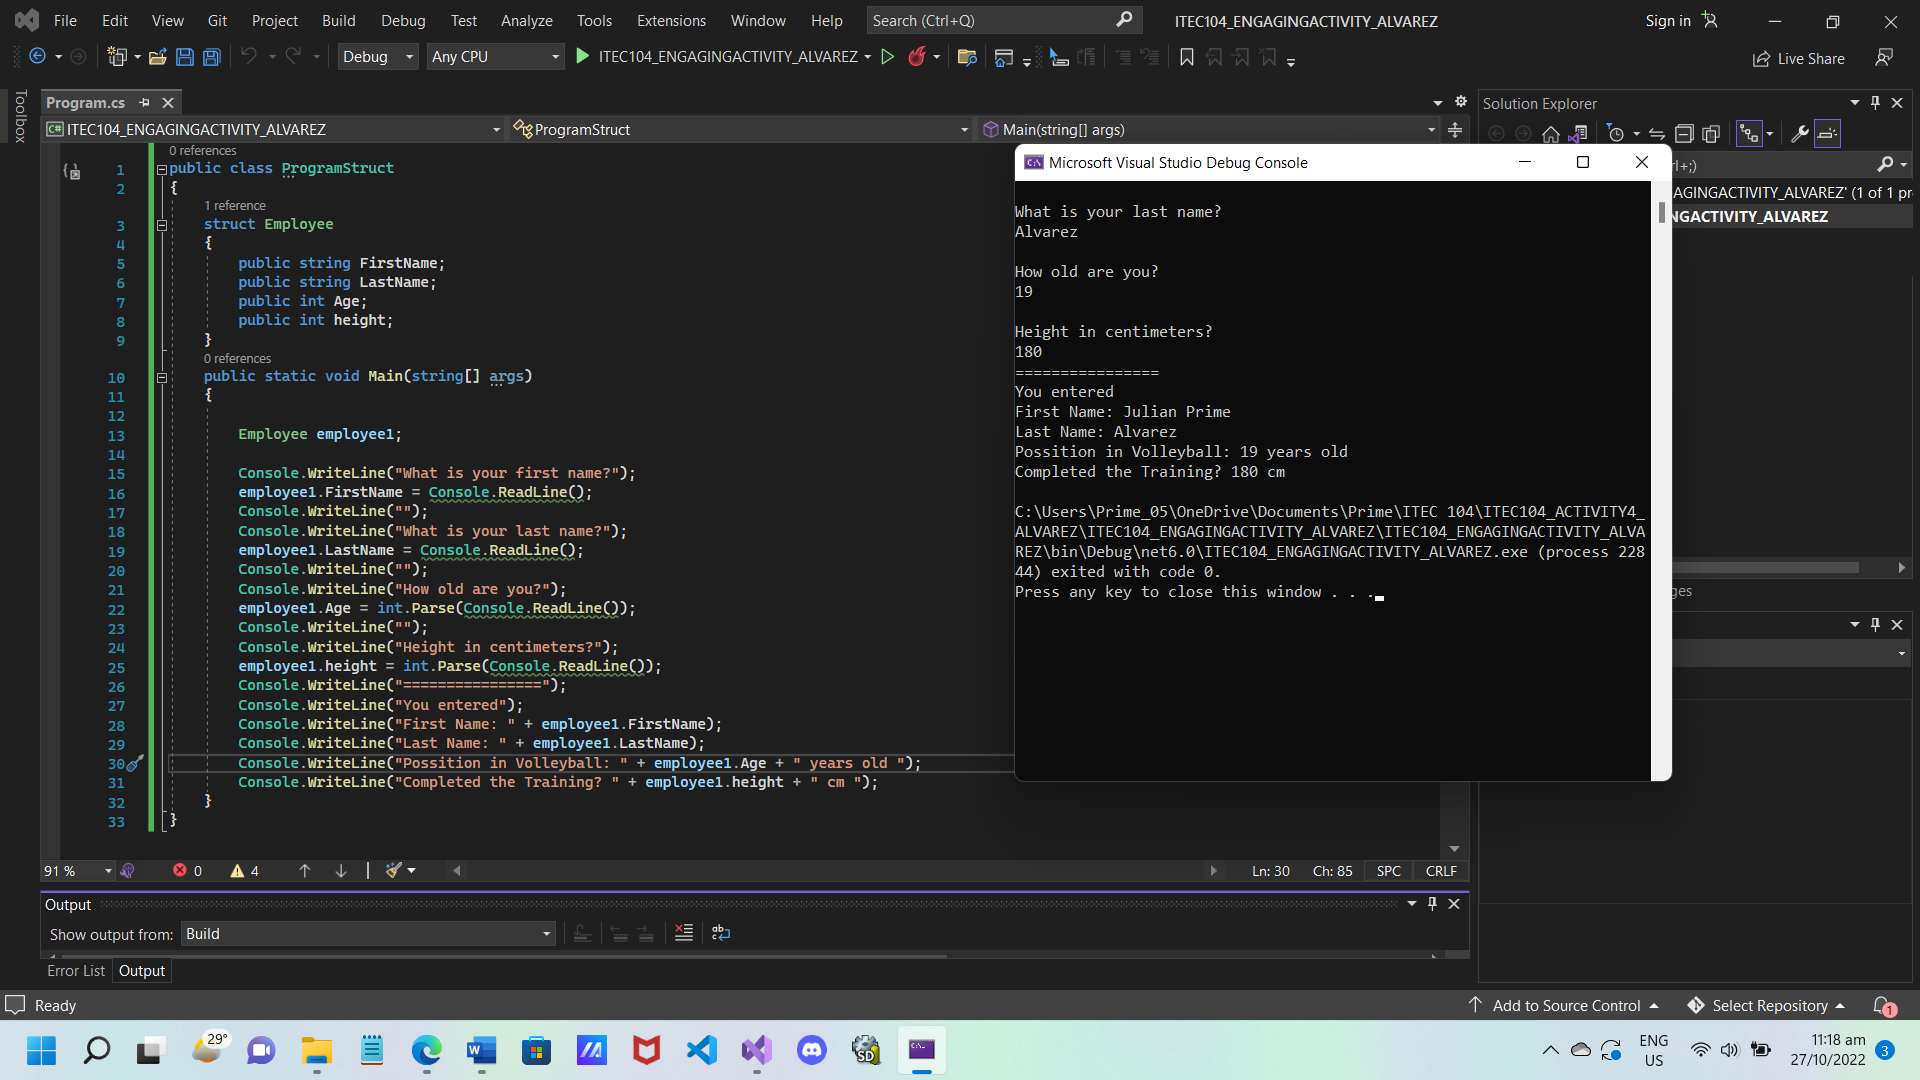 File Edit View Git Project Build Debug Test Analyze Tools Extensions Window Help Search (Ctrl+Q) ITEC104_ENGAGINGACTIVITY_ALVAREZ Sign in
Debug Any CPU ITEC104_ENGAGINGACTIVITY_ALVAREZ Live Share
Toolbox
Program.cs
C# ITEC104_ENGAGINGACTIVITY_ALVAREZ ProgramStruct Main(string[] args)
0 references
1 public class ProgramStruct
2 {
1 reference
3 struct Employee
4 {
5 public string FirstName;
6 public string LastName;
7 public int Age;
8 public int height;
9 }
0 references
10 public static void Main(string[] args)
11 {
12
13 Employee employee1;
14
15 Console.WriteLine("What is your first name?");
16 employee1.FirstName = Console.ReadLine();
17 Console.WriteLine("");
18 Console.WriteLine("What is your last name?");
19 employee1.LastName = Console.ReadLine();
20 Console.WriteLine("");
21 Console.WriteLine("How old are you?");
22 employee1.Age = int.Parse(Console.ReadLine());
23 Console.WriteLine("");
24 Console.WriteLine("Height in centimeters?");
25 employee1.height = int.Parse(Console.ReadLine());
26 Console.WriteLine("================");
27 Console.WriteLine("You entered");
28 Console.WriteLine("First Name: " + employee1.FirstName);
29 Console.WriteLine("Last Name: " + employee1.LastName);
30 Console.WriteLine("Possition in Volleyball: " + employee1.Age + " years old ");
31 Console.WriteLine("Completed the Training? " + employee1.height + " cm ");
32 }
33 }
91 % 0 4 Ln: 30 Ch: 85 SPC CRLF
Microsoft Visual Studio Debug Console
What is your last name?
Alvarez
How old are you?
19
Height in centimeters?
180
================
You entered
First Name: Julian Prime
Last Name: Alvarez
Possition in Volleyball: 19 years old
Completed the Training? 180 cm
C:\Users\Prime_05\OneDrive\Documents\Prime\ITEC 104\ITEC104_ACTIVITY4_
ALVAREZ\ITEC104_ENGAGINGACTIVITY_ALVAREZ\ITEC104_ENGAGINGACTIVITY_ALVA
REZ\bin\Debug\net6.0\ITEC104_ENGAGINGACTIVITY_ALVAREZ.exe (process 228
44) exited with code 0.
Press any key to close this window . . .
Solution Explorer
rl+;)
AGINGACTIVITY_ALVAREZ' (1 of 1 pr
NGACTIVITY_ALVAREZ
ges
Output
Show output from: Build
Error List Output
Ready Add to Source Control Select Repository 1
29° SD ENG US 11:18 am 27/10/2022 3